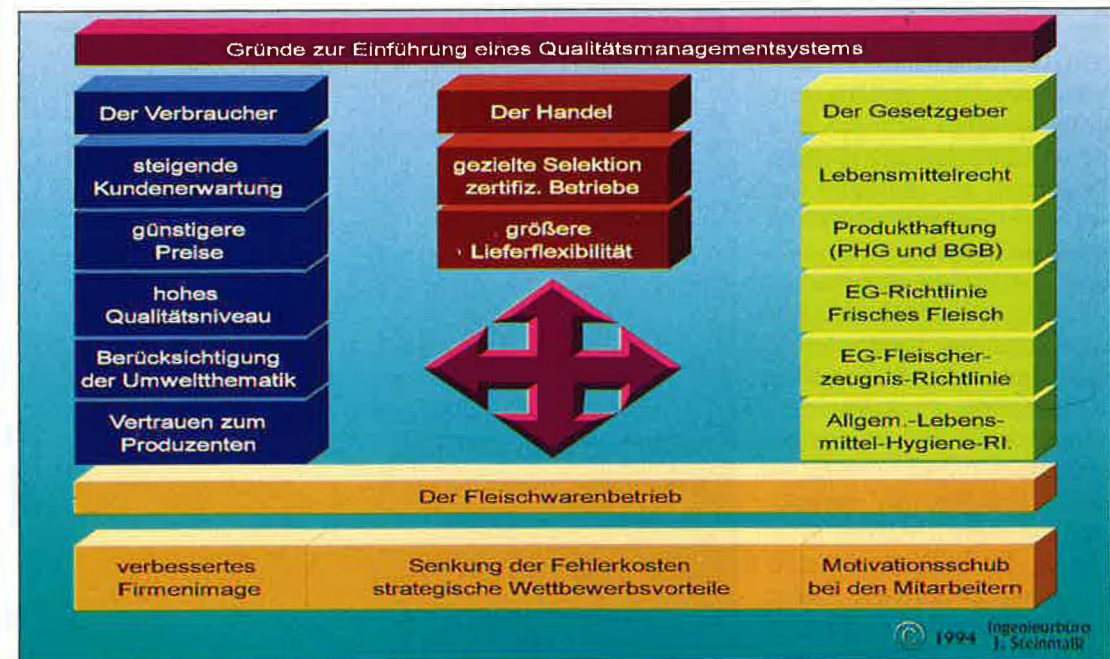 Gründe zur Einführung eines Qualitätsmanagementsystems
Der Verbraucher
steigende
Kundenerwartung
günstigere
Preise
hohes
Qualitätsniveau
Berücksichtigung
der Umweltthematik
Vertrauen zum
Produzenten
Der Handel
gezielte Selektion
zertifiz. Betriebe
größere
Lieferflexibilität
Der Gesetzgeber
Lebensmittelrecht
Produkthaftung
(PHG und BGB)
EG-Richtlinie
Frisches Fleisch
EG-Fleischer-
zeugnis-Richtlinie
Allgem.-Lebens-
mittel-Hygiene-Rl.
Der Fleischwarenbetrieb
verbessertes
Firmenimage
Senkung der Fehlerkosten
strategische Wettbewerbsvorteile
Motivationsschub
bei den Mitarbeitern
© 1994 Ingenieurbüro
J. Steinmaßl